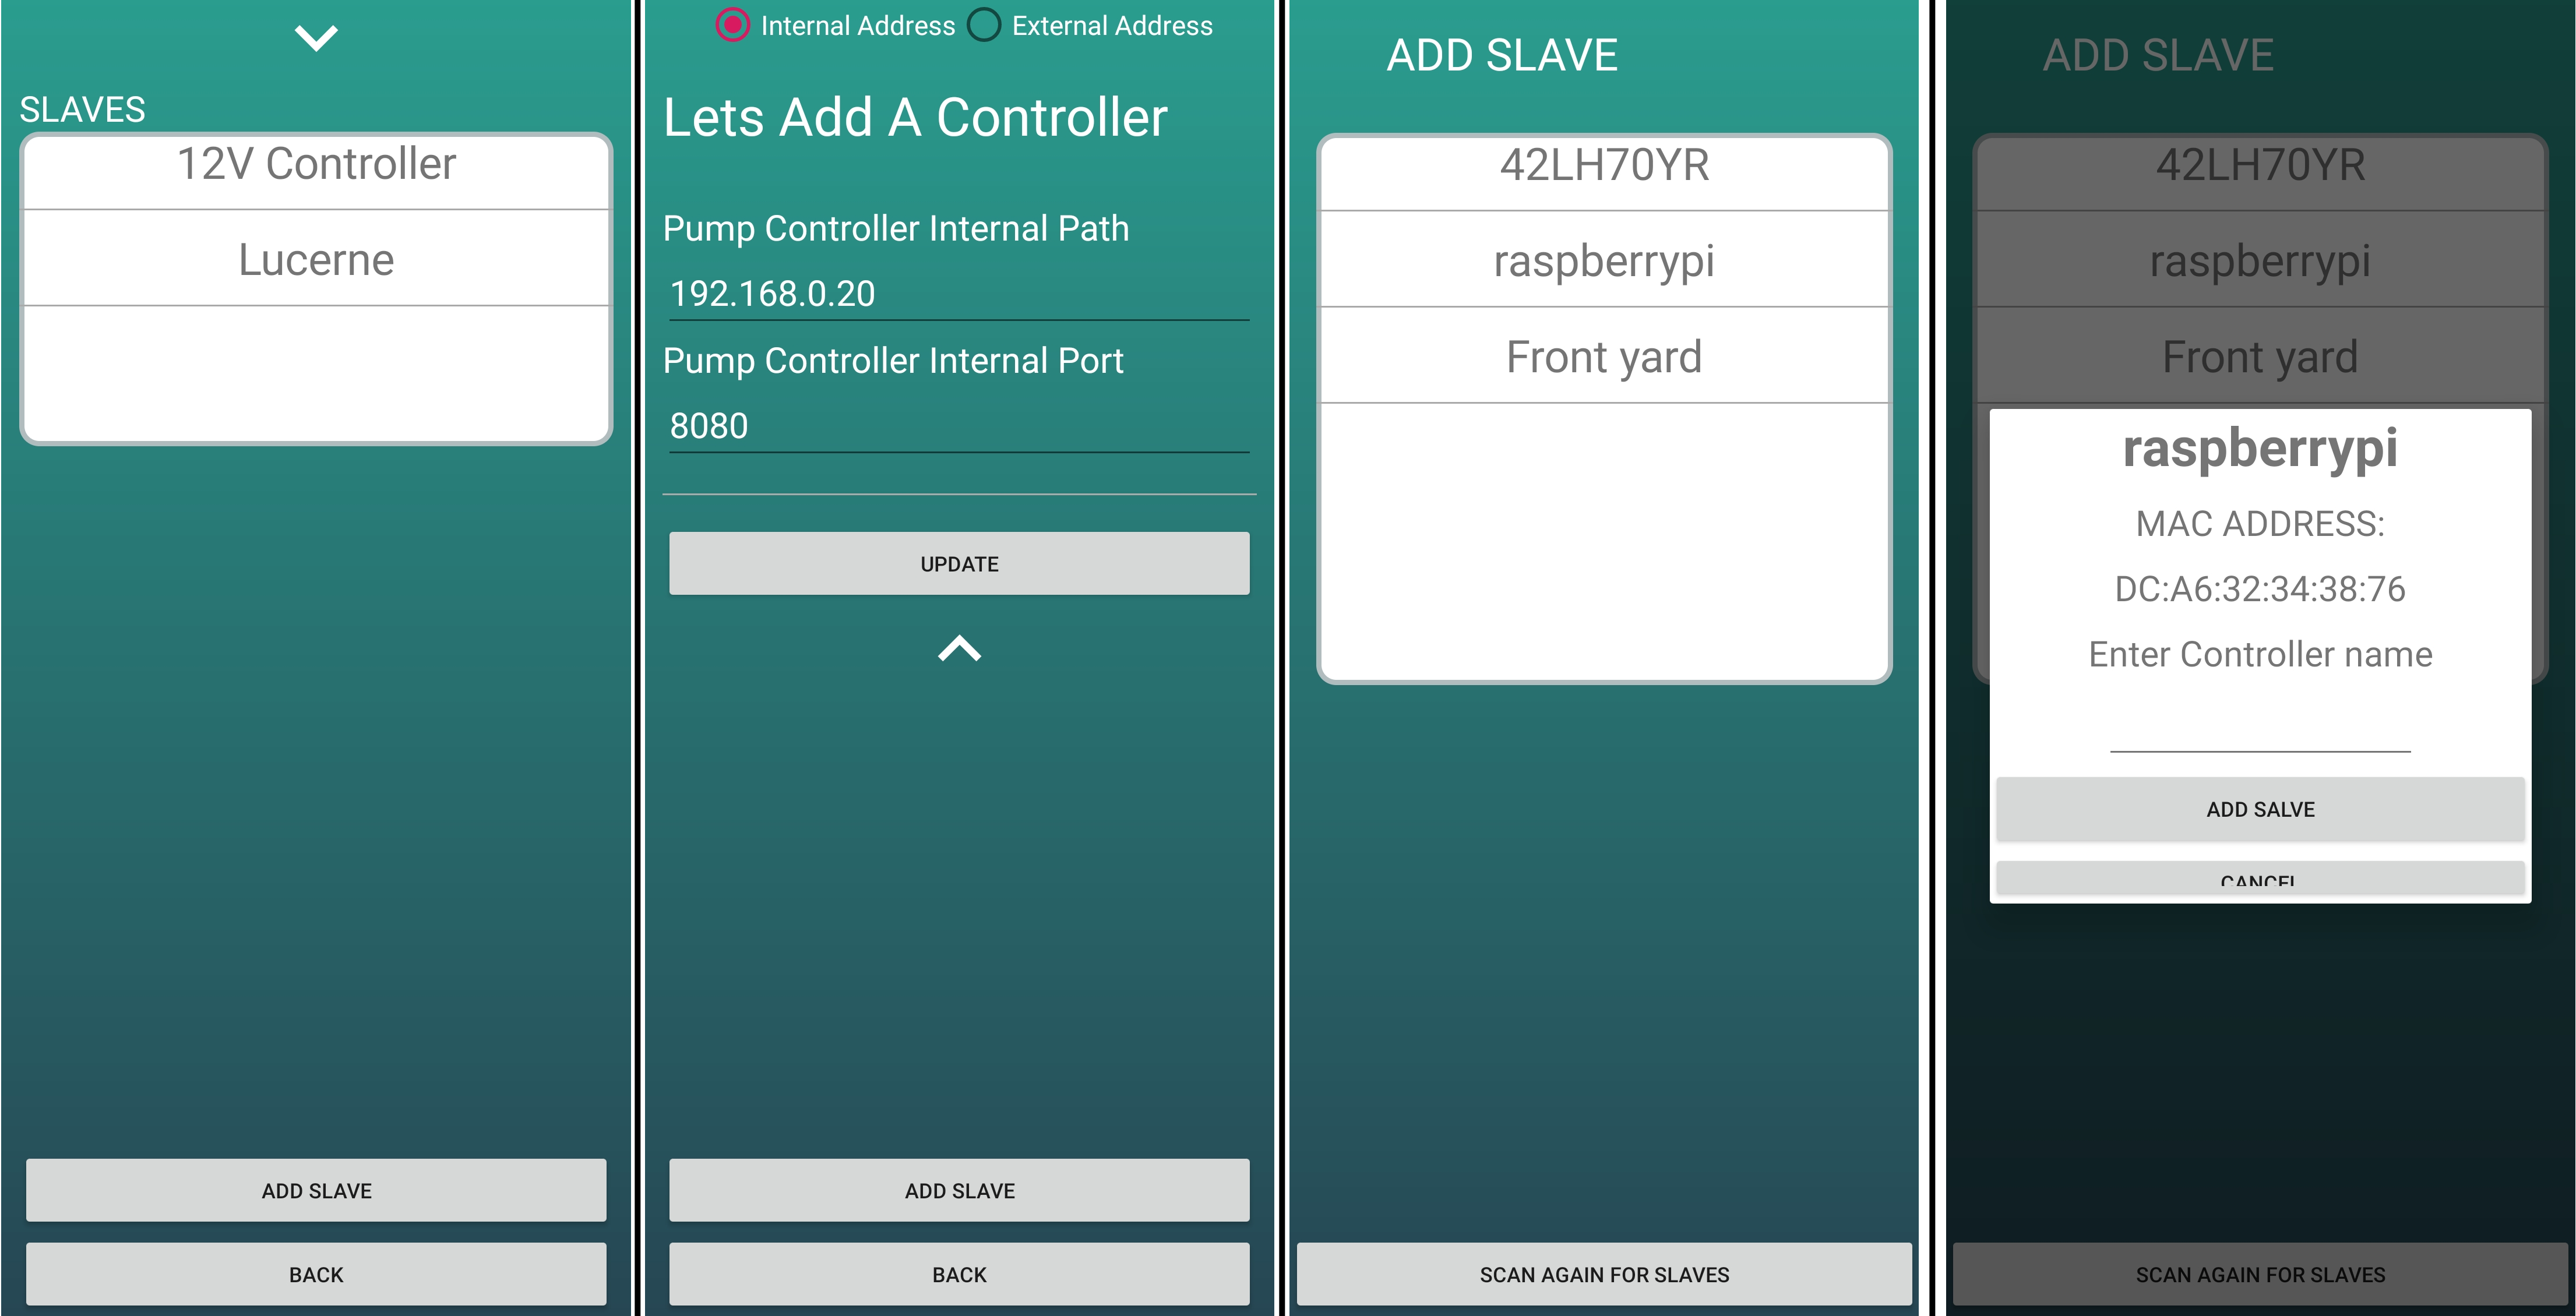 SLAVES
12V Controller
Lucerne
ADD SLAVE
BACK
Internal Address External Address
Lets Add A Controller
Pump Controller Internal Path
192.168.0.20
Pump Controller Internal Port
8080
UPDATE
ADD SLAVE
BACK
ADD SLAVE
42LH70YR
raspberrypi
Front yard
SCAN AGAIN FOR SLAVES
ADD SLAVE
42LH70YR
raspberrypi
Front yard
raspberrypi
MAC ADDRESS:
DC:A6:32:34:38:76
Enter Controller name
ADD SALVE
CANCEL
SCAN AGAIN FOR SLAVES